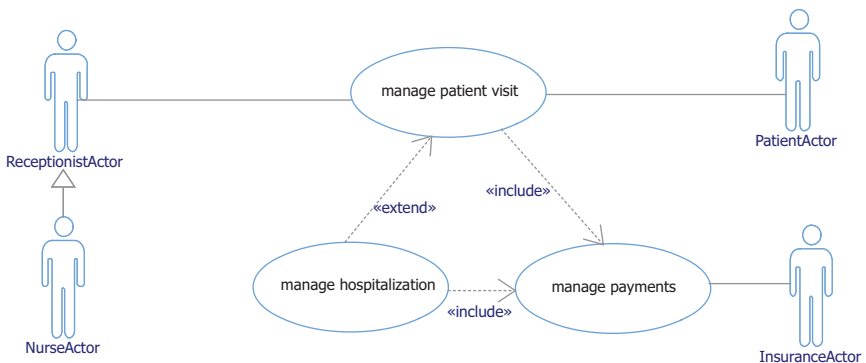 manage patient visit
PatientActor
ReceptionistActor
«include»
«extend»
manage hospitalization
manage payments
«include»
NurseActor
InsuranceActor